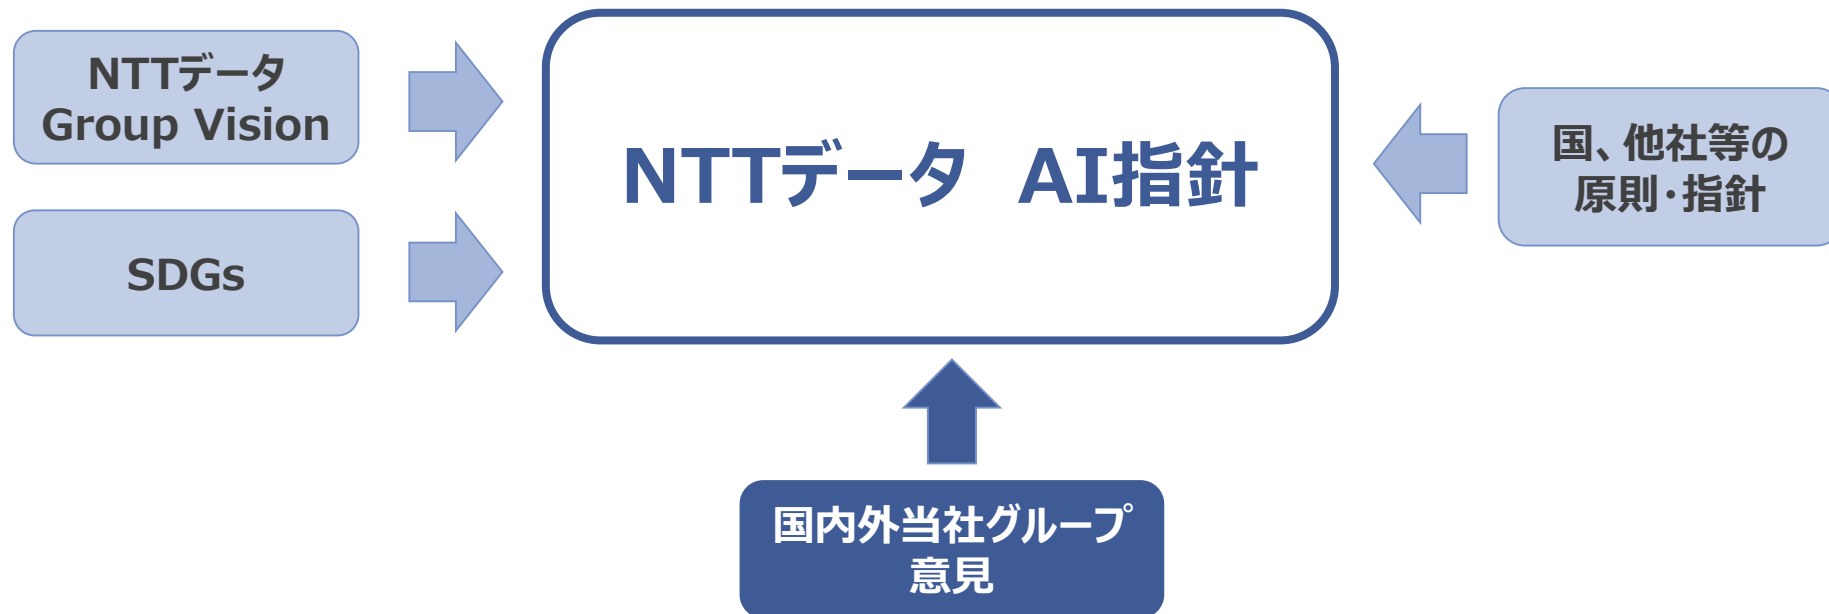 NTTデータ
Group Vision
SDGs
NTTデータ AI指針
国、他社等の
原則・指針
国内外当社グループ
意見